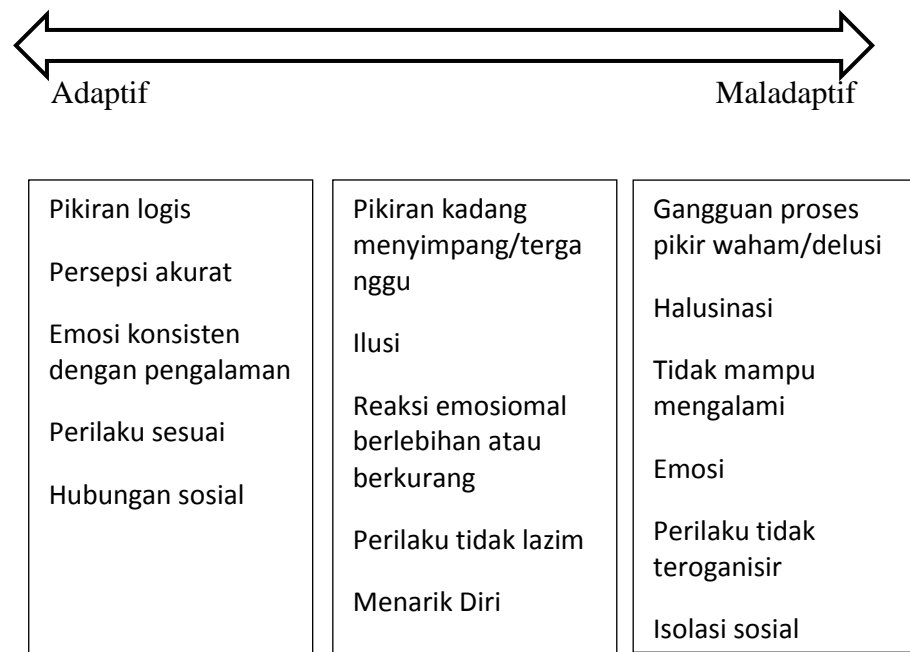 Adaptif
Maladaptif
Pikiran logis
Persepsi akurat
Emosi konsisten
dengan pengalaman
Perilaku sesuai
Hubungan sosial
Pikiran kadang
menyimpang/terga
nggu
Ilusi
Reaksi emosiomal
berlebihan atau
berkurang
Perilaku tidak lazim
Menarik Diri
Gangguan proses
pikir waham/delusi
Halusinasi
Tidak mampu
mengalami
Emosi
Perilaku tidak
teroganisir
Isolasi sosial